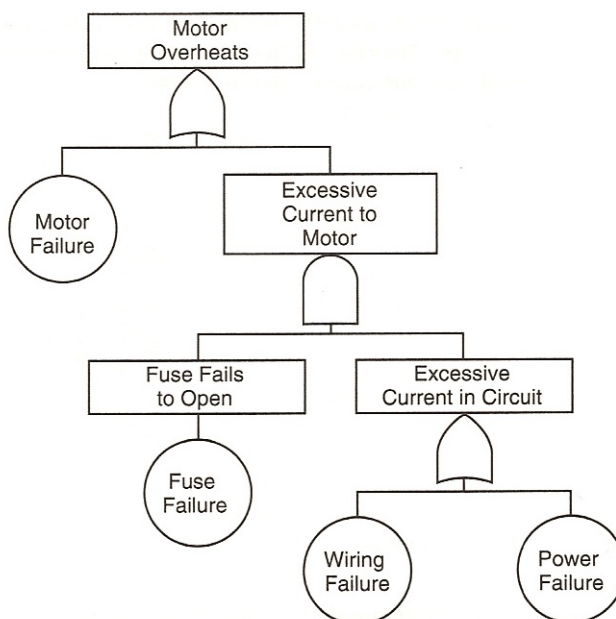 Motor
Overheats
Motor
Failure
Excessive
Current to
Motor
Fuse Fails
to Open
Excessive
Current in Circuit
Fuse
Failure
Wiring
Failure
Power
Failure